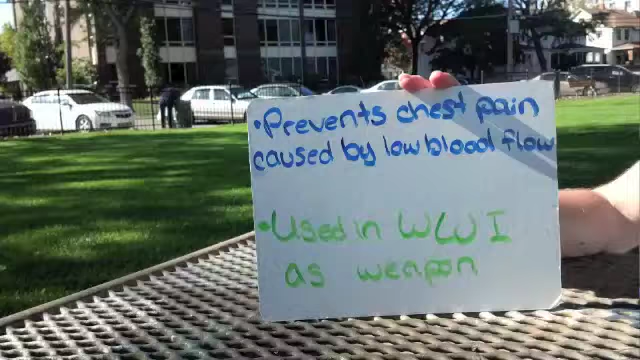 •Prevents chest pain
caused by low blood flow
•Used in WWI
as weapon